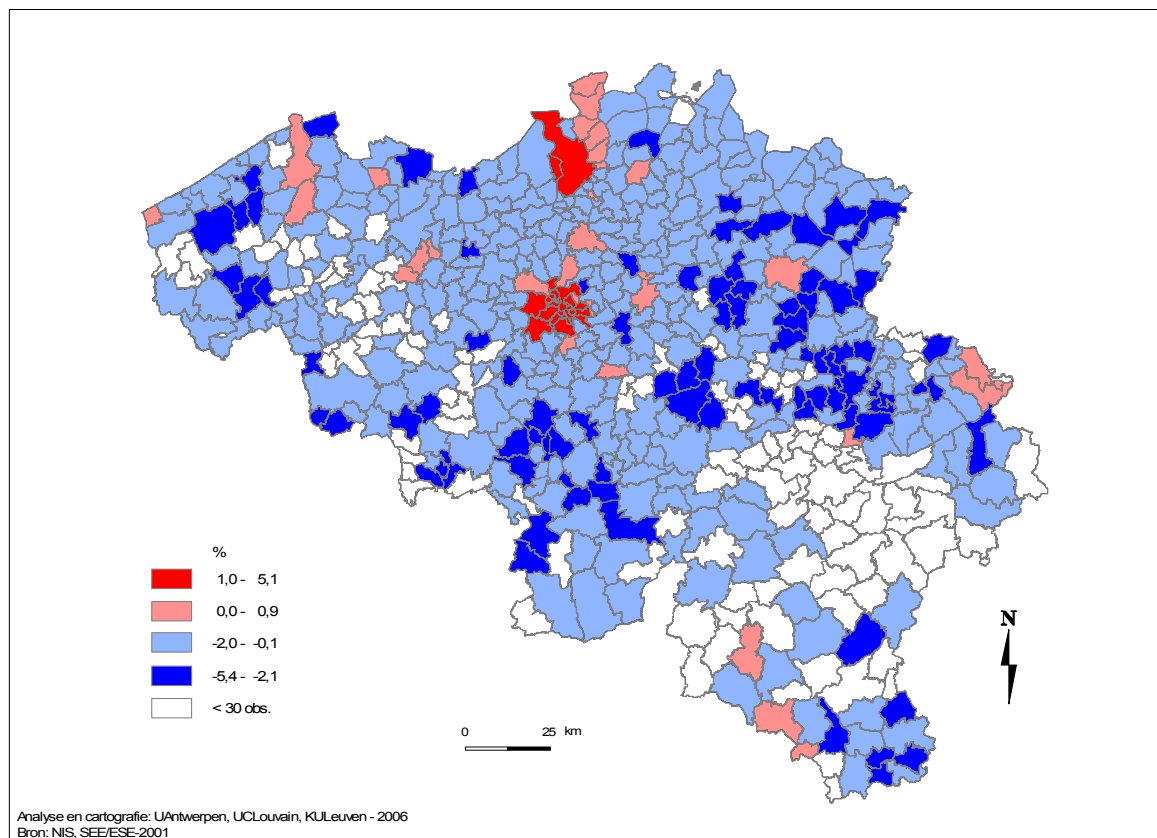 %
1,0 - 5,1
0,0 - 0,9
-2,0 - -0,1
-5,4 - -2,1
< 30 obs.
N
0 25 km
Analyse en cartografie: UAntwerpen, UCLouvain, KULeuven - 2006
Bron: NIS, SEE/ESE-2001